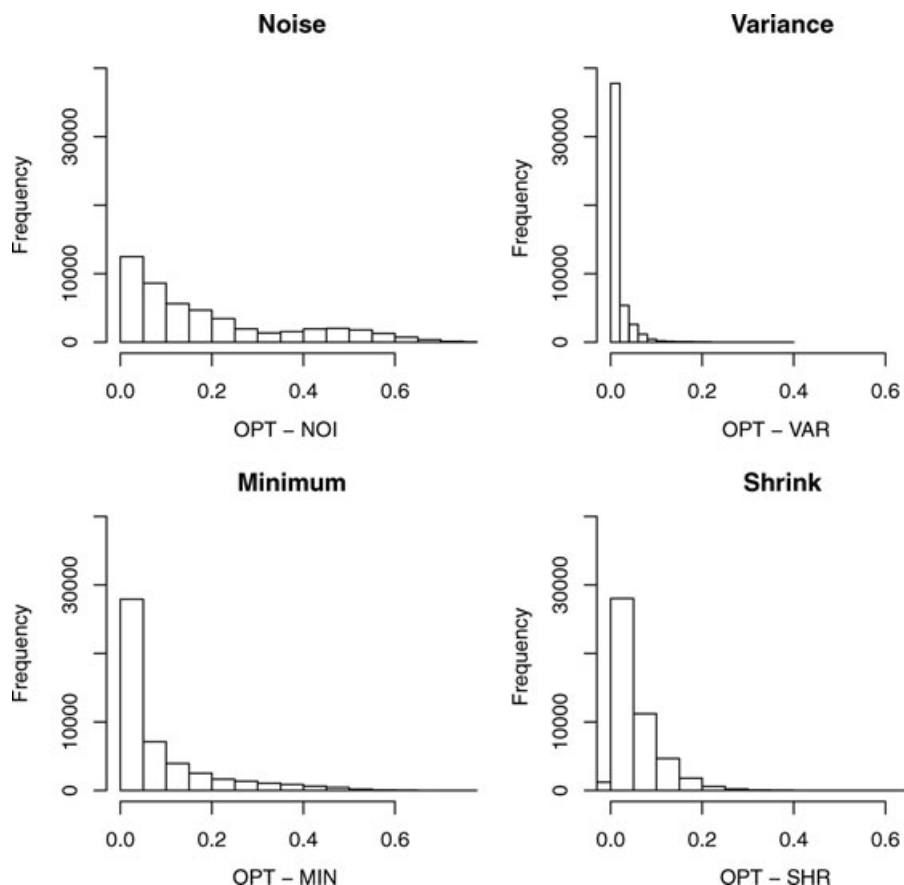 Noise
Frequency
30000
10000
0
0.0 0.2 0.4 0.6
OPT – NOI
Variance
Frequency
30000
10000
0
0.0 0.2 0.4 0.6
OPT – VAR
Minimum
Frequency
30000
10000
0
0.0 0.2 0.4 0.6
OPT – MIN
Shrink
Frequency
30000
10000
0
0.0 0.2 0.4 0.6
OPT – SHR